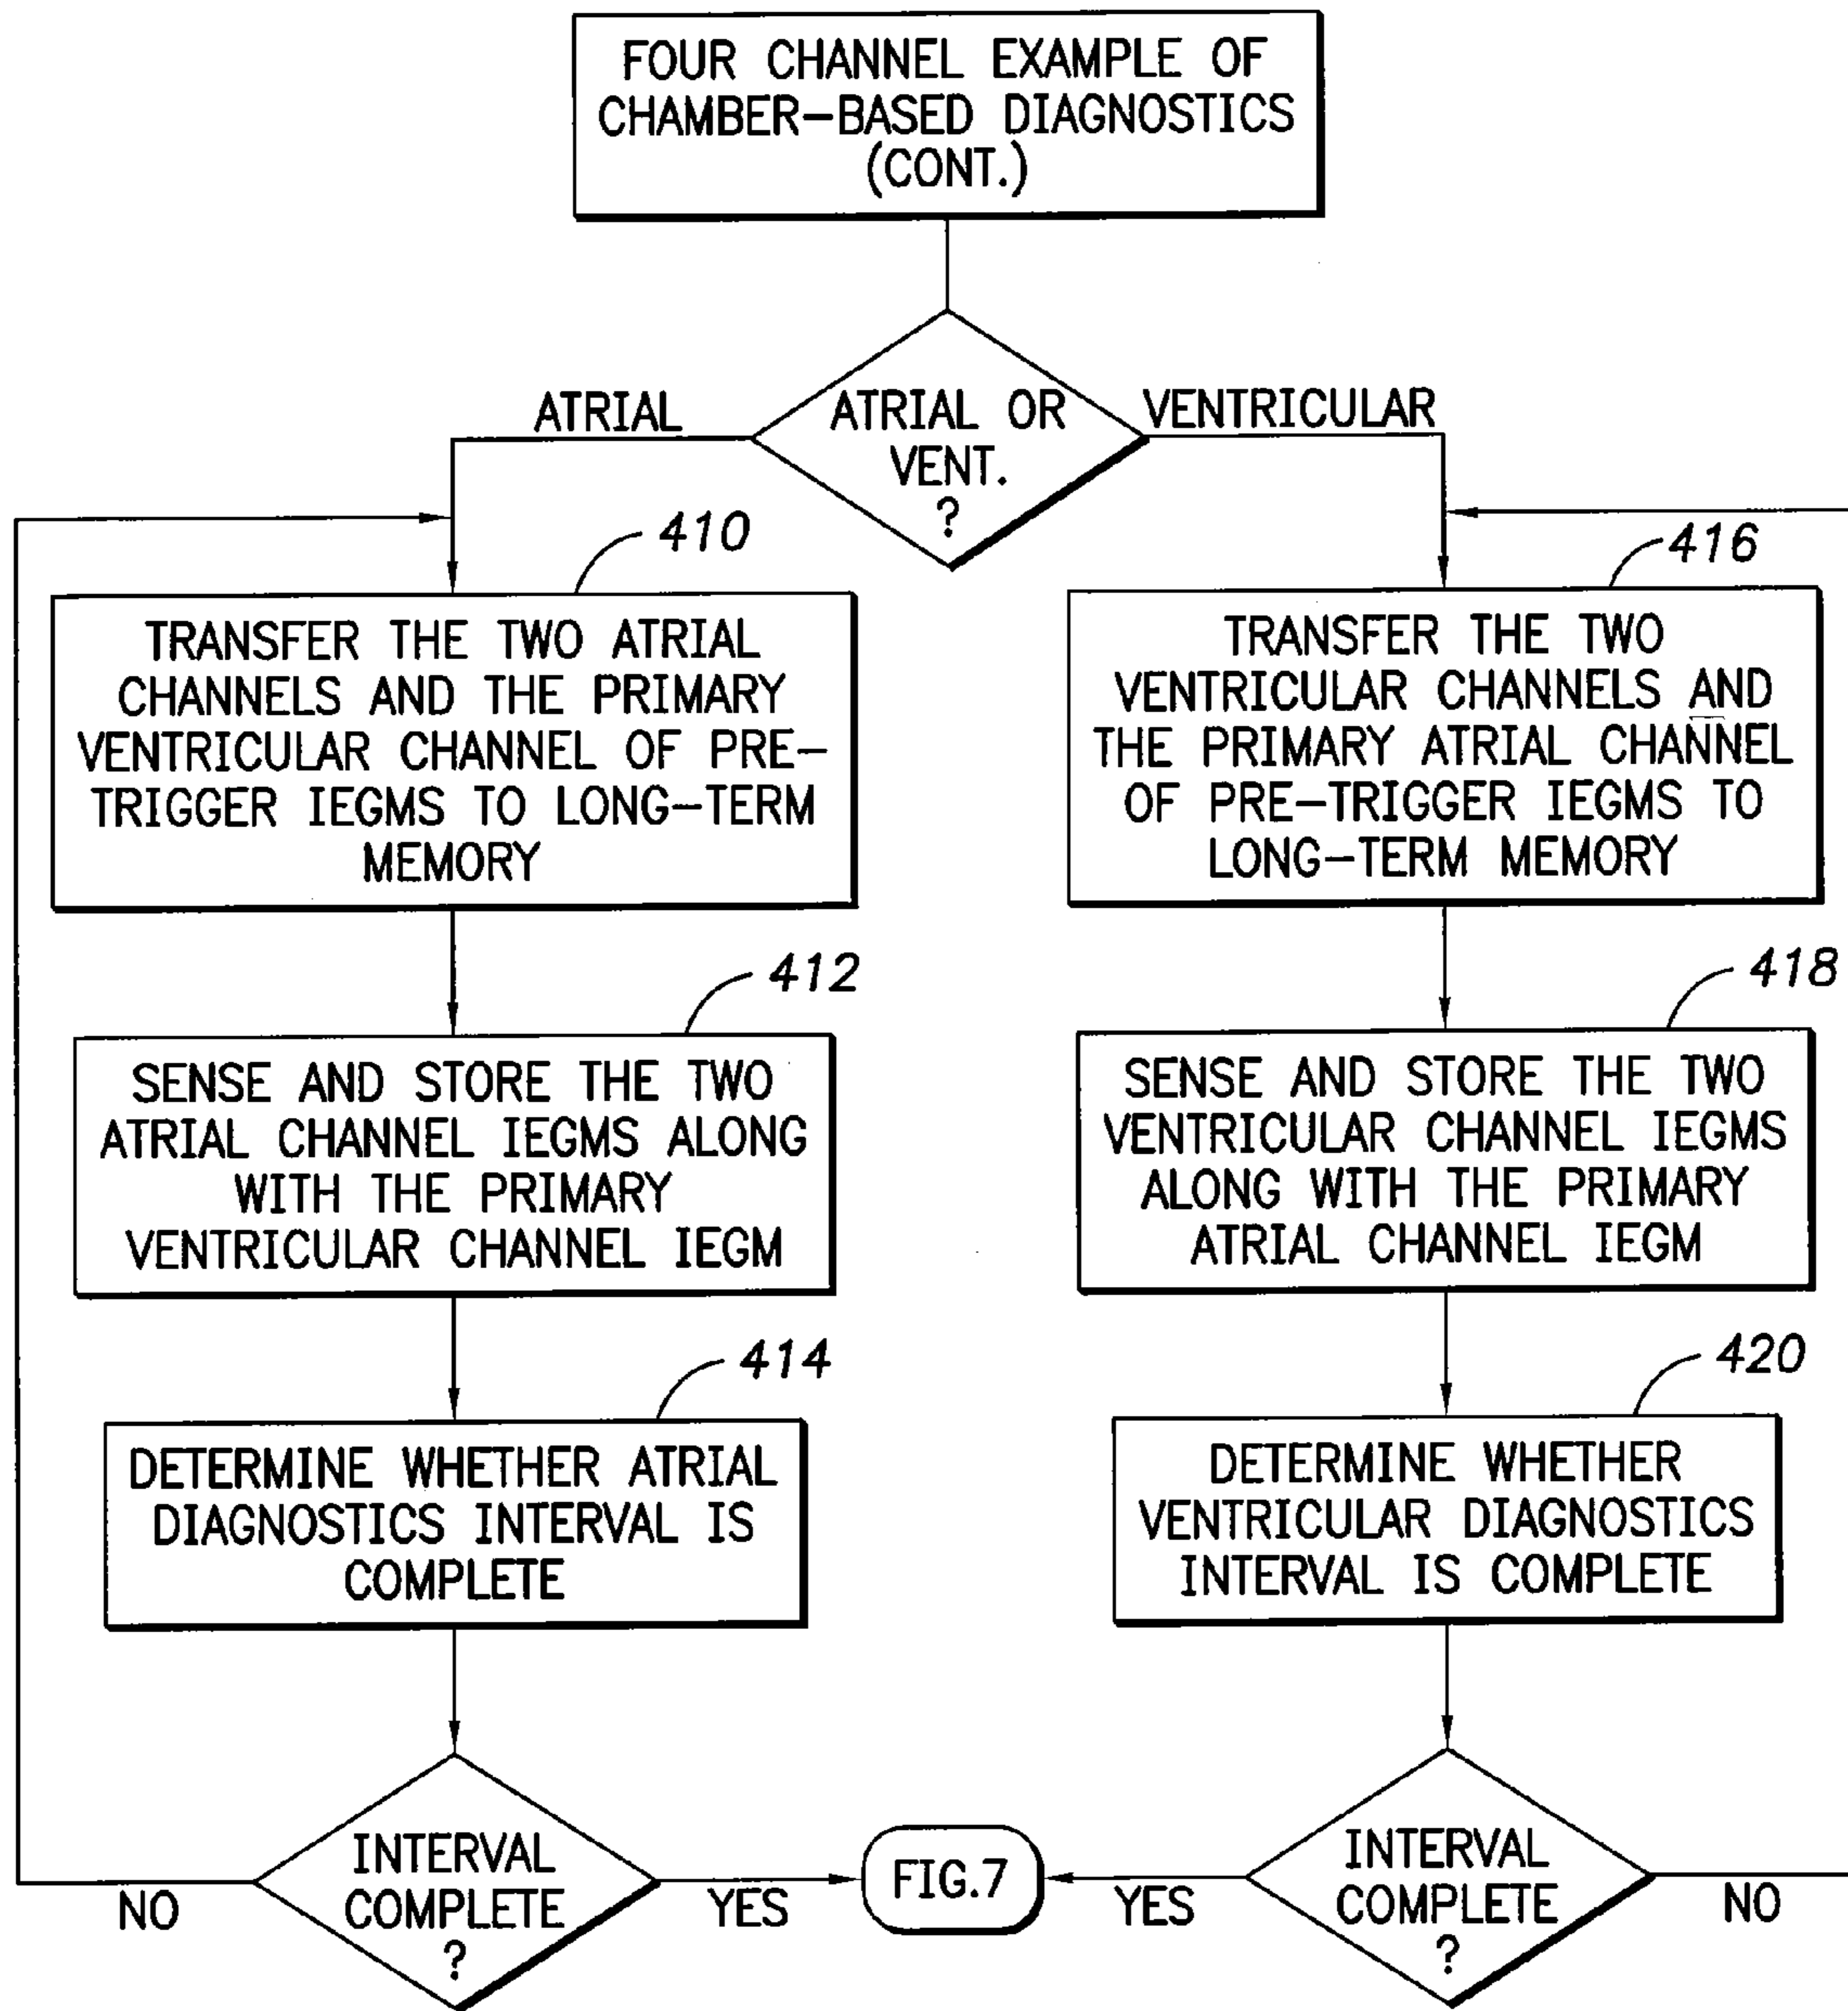 FOUR CHANNEL EXAMPLE OF
CHAMBER-BASED DIAGNOSTICS
(CONT.)
ATRIAL OR
VENT.
?
ATRIAL
VENTRICULAR
410
TRANSFER THE TWO ATRIAL
CHANNELS AND THE PRIMARY
VENTRICULAR CHANNEL OF PRE-
TRIGGER IEGMS TO LONG-TERM
MEMORY
412
SENSE AND STORE THE TWO
ATRIAL CHANNEL IEGMS ALONG
WITH THE PRIMARY
VENTRICULAR CHANNEL IEGM
414
DETERMINE WHETHER ATRIAL
DIAGNOSTICS INTERVAL IS
COMPLETE
INTERVAL
COMPLETE
?
NO
YES
416
TRANSFER THE TWO
VENTRICULAR CHANNELS AND
THE PRIMARY ATRIAL CHANNEL
OF PRE-TRIGGER IEGMS TO
LONG-TERM MEMORY
418
SENSE AND STORE THE TWO
VENTRICULAR CHANNEL IEGMS
ALONG WITH THE PRIMARY
ATRIAL CHANNEL IEGM
420
DETERMINE WHETHER
VENTRICULAR DIAGNOSTICS
INTERVAL IS COMPLETE
INTERVAL
COMPLETE
?
YES
NO
FIG.7